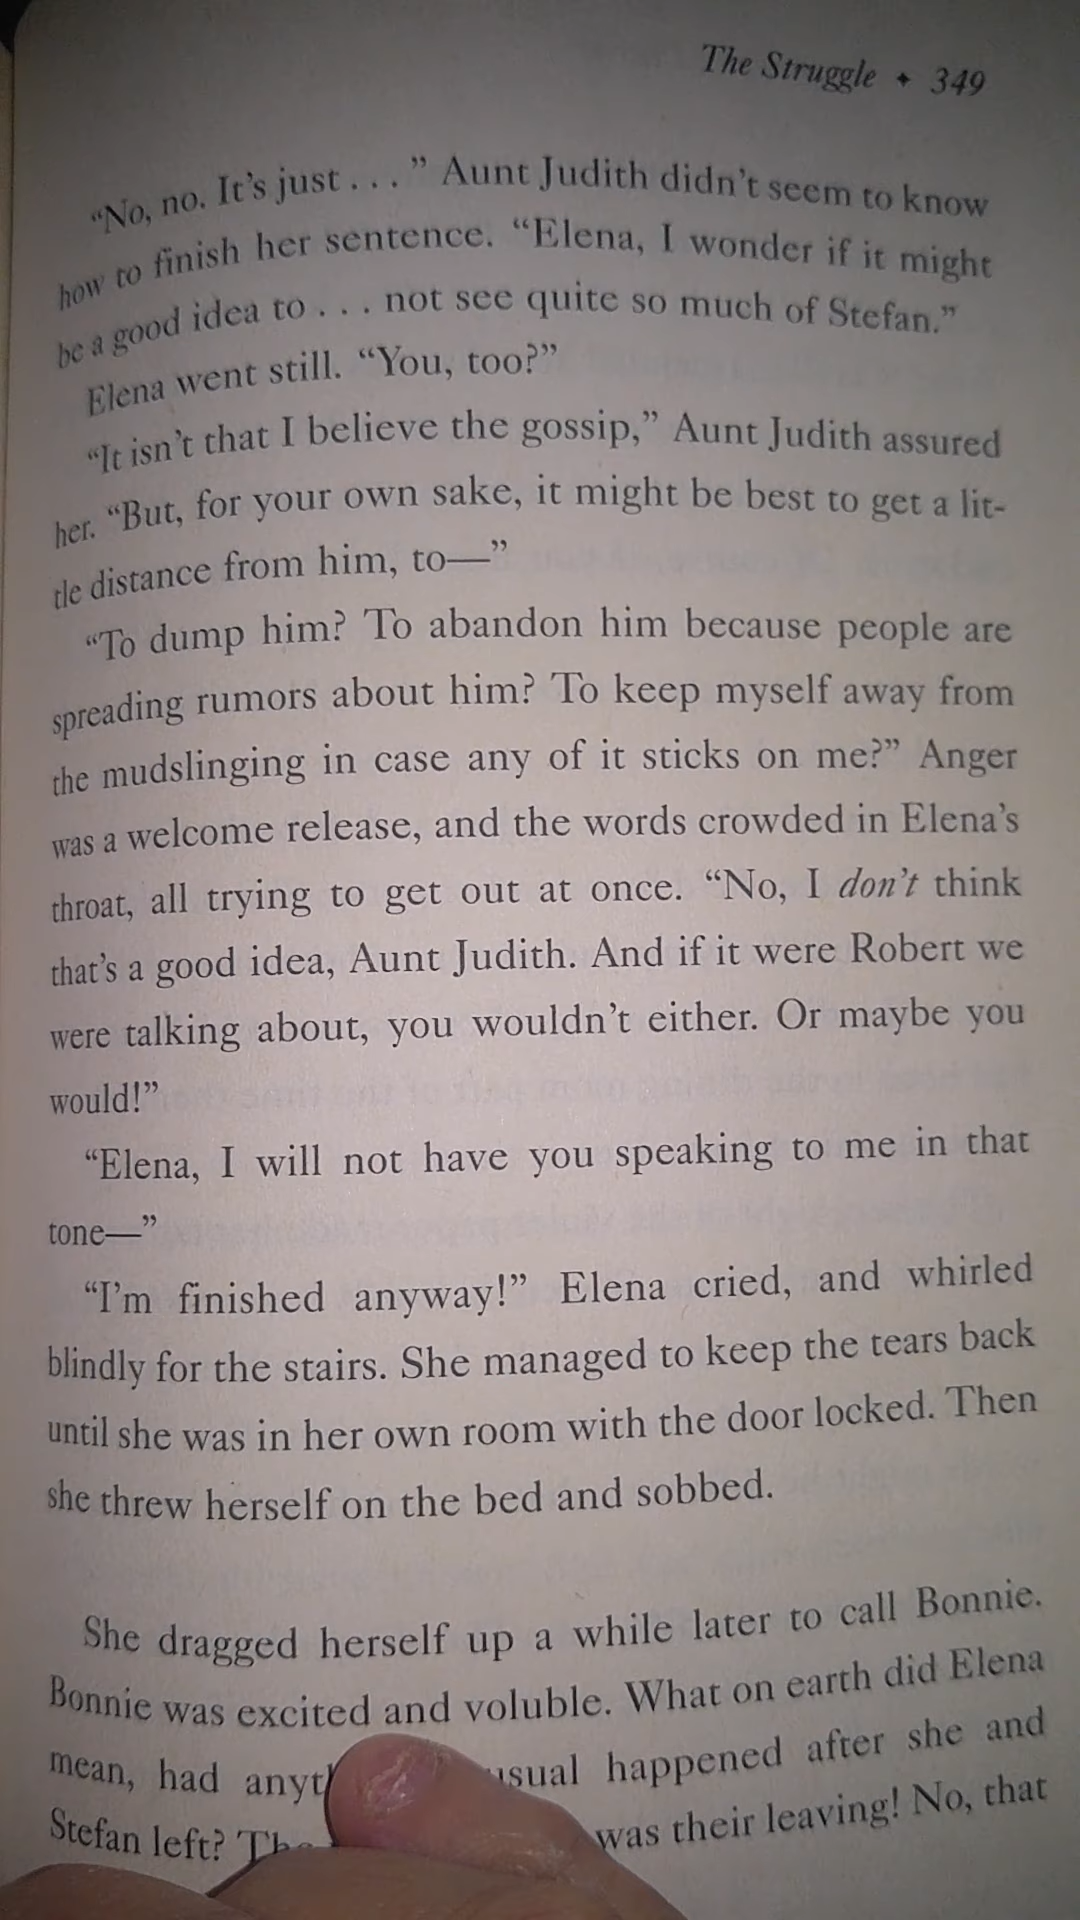 The Struggle ✦ 349
“No, no. It’s just . . . ” Aunt Judith didn’t seem to know
how to finish her sentence. “Elena, I wonder if it might
be a good idea to . . . not see quite so much of Stefan.”
Elena went still. “You, too?”
“It isn’t that I believe the gossip,” Aunt Judith assured
her. “But, for your own sake, it might be best to get a lit-
tle distance from him, to—”
“To dump him? To abandon him because people are
spreading rumors about him? To keep myself away from
the mudslinging in case any of it sticks on me?” Anger
was a welcome release, and the words crowded in Elena’s
throat, all trying to get out at once. “No, I don’t think
that’s a good idea, Aunt Judith. And if it were Robert we
were talking about, you wouldn’t either. Or maybe you
would!”
“Elena, I will not have you speaking to me in that
tone—”
“I’m finished anyway!” Elena cried, and whirled
blindly for the stairs. She managed to keep the tears back
until she was in her own room with the door locked. Then
she threw herself on the bed and sobbed.
She dragged herself up a while later to call Bonnie.
Bonnie was excited and voluble. What on earth did Elena
mean, had happened after she and
Stefan left? was their leaving! No, that